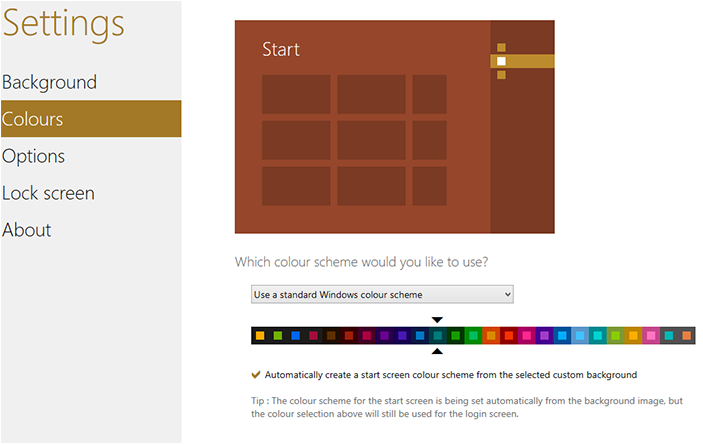 Settings
Background
Colours
Options
Lock screen
About
Start
Which colour scheme would you like to use?
Use a standard Windows colour scheme
Automatically create a start screen colour scheme from the selected custom background
Tip : The colour scheme for the start screen is being set automatically from the background image, but
the colour selection above will still be used for the login screen.